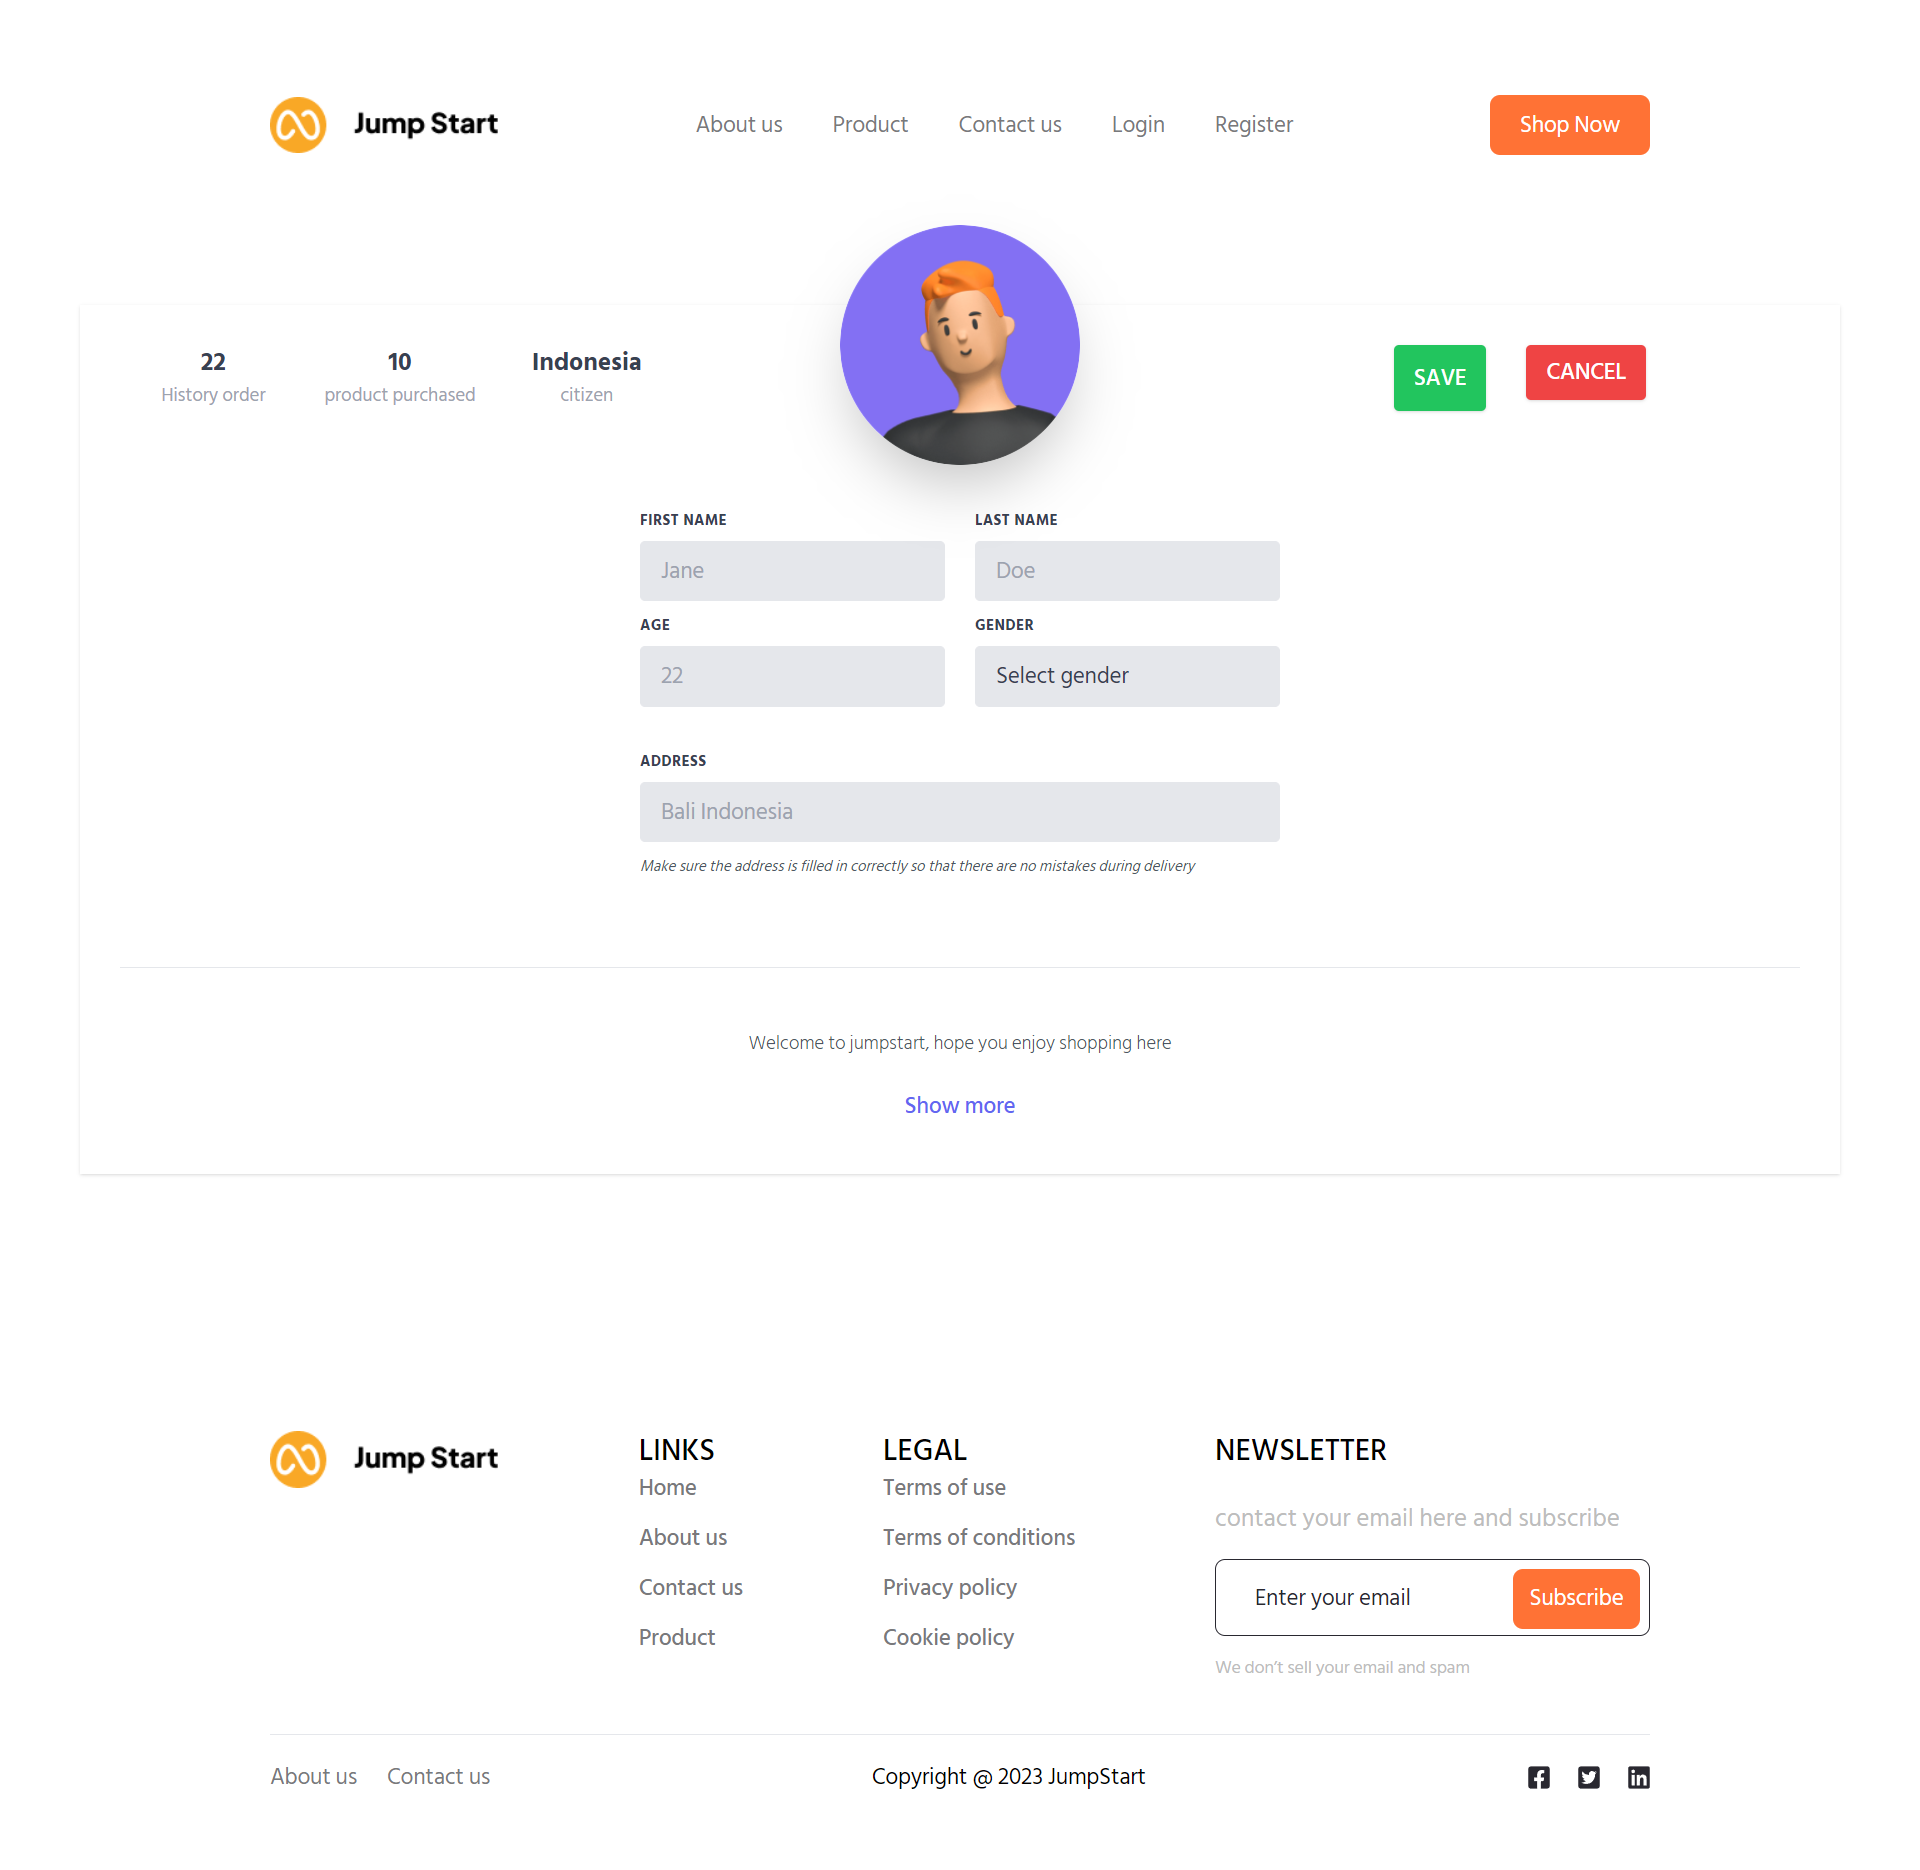 Jump Start
About us Product Contact us Login Register
Shop Now
22 10 Indonesia
History order product purchased citizen
SAVE CANCEL
FIRST NAME LAST NAME
Jane Doe
AGE GENDER
22 Select gender
ADDRESS
Bali Indonesia
Make sure the address is filled in correctly so that there are no mistakes during delivery
Welcome to jumpstart, hope you enjoy shopping here
Show more
Jump Start
LINKS
Home
About us
Contact us
Product
LEGAL
Terms of use
Terms of conditions
Privacy policy
Cookie policy
NEWSLETTER
contact your email here and subscribe
Enter your email Subscribe
We don’t sell your email and spam
About us Contact us Copyright @ 2023 JumpStart